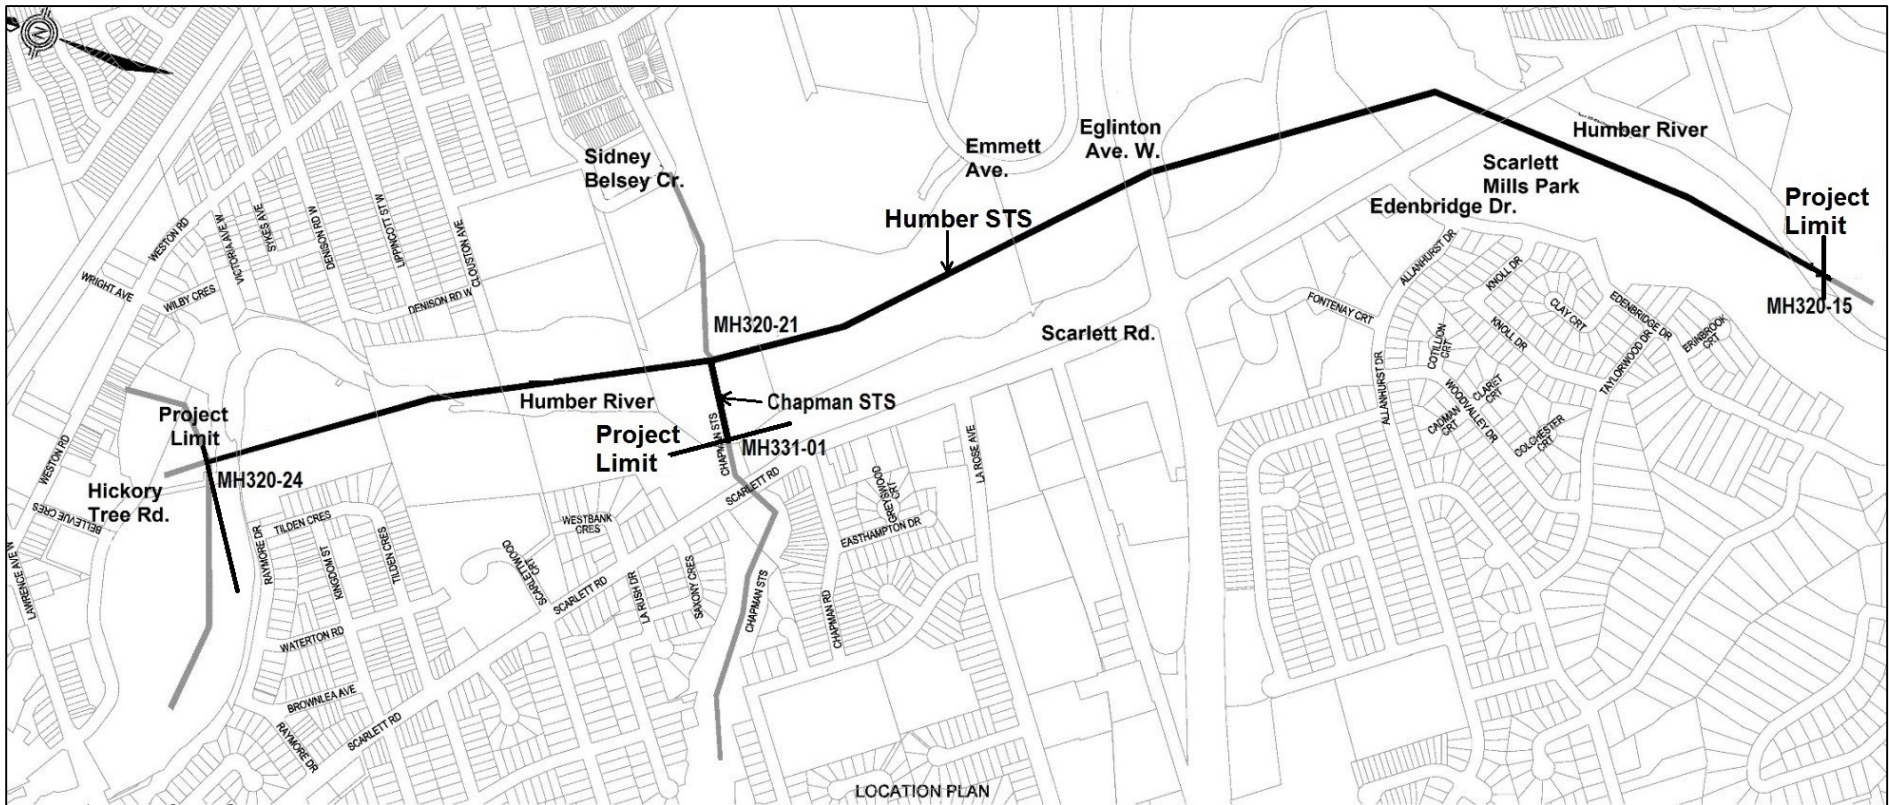 N
Sidney
Belsey Cr.
Emmett
Ave.
Eglinton
Ave. W.
Humber River
Scarlett
Mills Park
Edenbridge Dr.
Project
Limit
Humber STS
MH320-15
MH320-21
Scarlett Rd.
WESTON RD
VICTORIA AVE W
SYKES AVE
DENISON RD W
LIPPINCOTT ST W
CLOUSTON AVE
WRIGHT AVE
WILBY CRES
DENISON RD W
ALLANHURST DR
KNOLL DR
FONTENAY CRT
CLAY CRT
EDENBRIDGE DR
KNOLL DR
COTILLION
CRT
ERINBROOK
CRT
TAYLORWOOD DR
ALLANHURST DR
WOODVALLEY DR
CLARET
CRT
CADMAN
CRT
COLCHESTER
CRT
Humber River
Chapman STS
Project
Limit
Project
Limit
CHAPMAN STS
MH331-01
WESTON RD
MH320-24
Hickory
Tree Rd.
BELLEVUE CRES
SCARLETT RD
LA ROSE AVE
GREYSWOOD
CRT
EASTHAMPTON DR
TILDEN CRES
RAYMORE DR
KINGDOM ST
TILDEN CRES
WESTBANK
CRES
SCARLETTWOOD
CRT
SCARLETT RD
LA RUSH DR
SAXONY CRES
CHAPMAN STS
CHAPMAN RD
LAWRENCE AVE W
WATERTON RD
BROWNLEA AVE
RAYMORE DR
SCARLETT RD
LOCATION PLAN